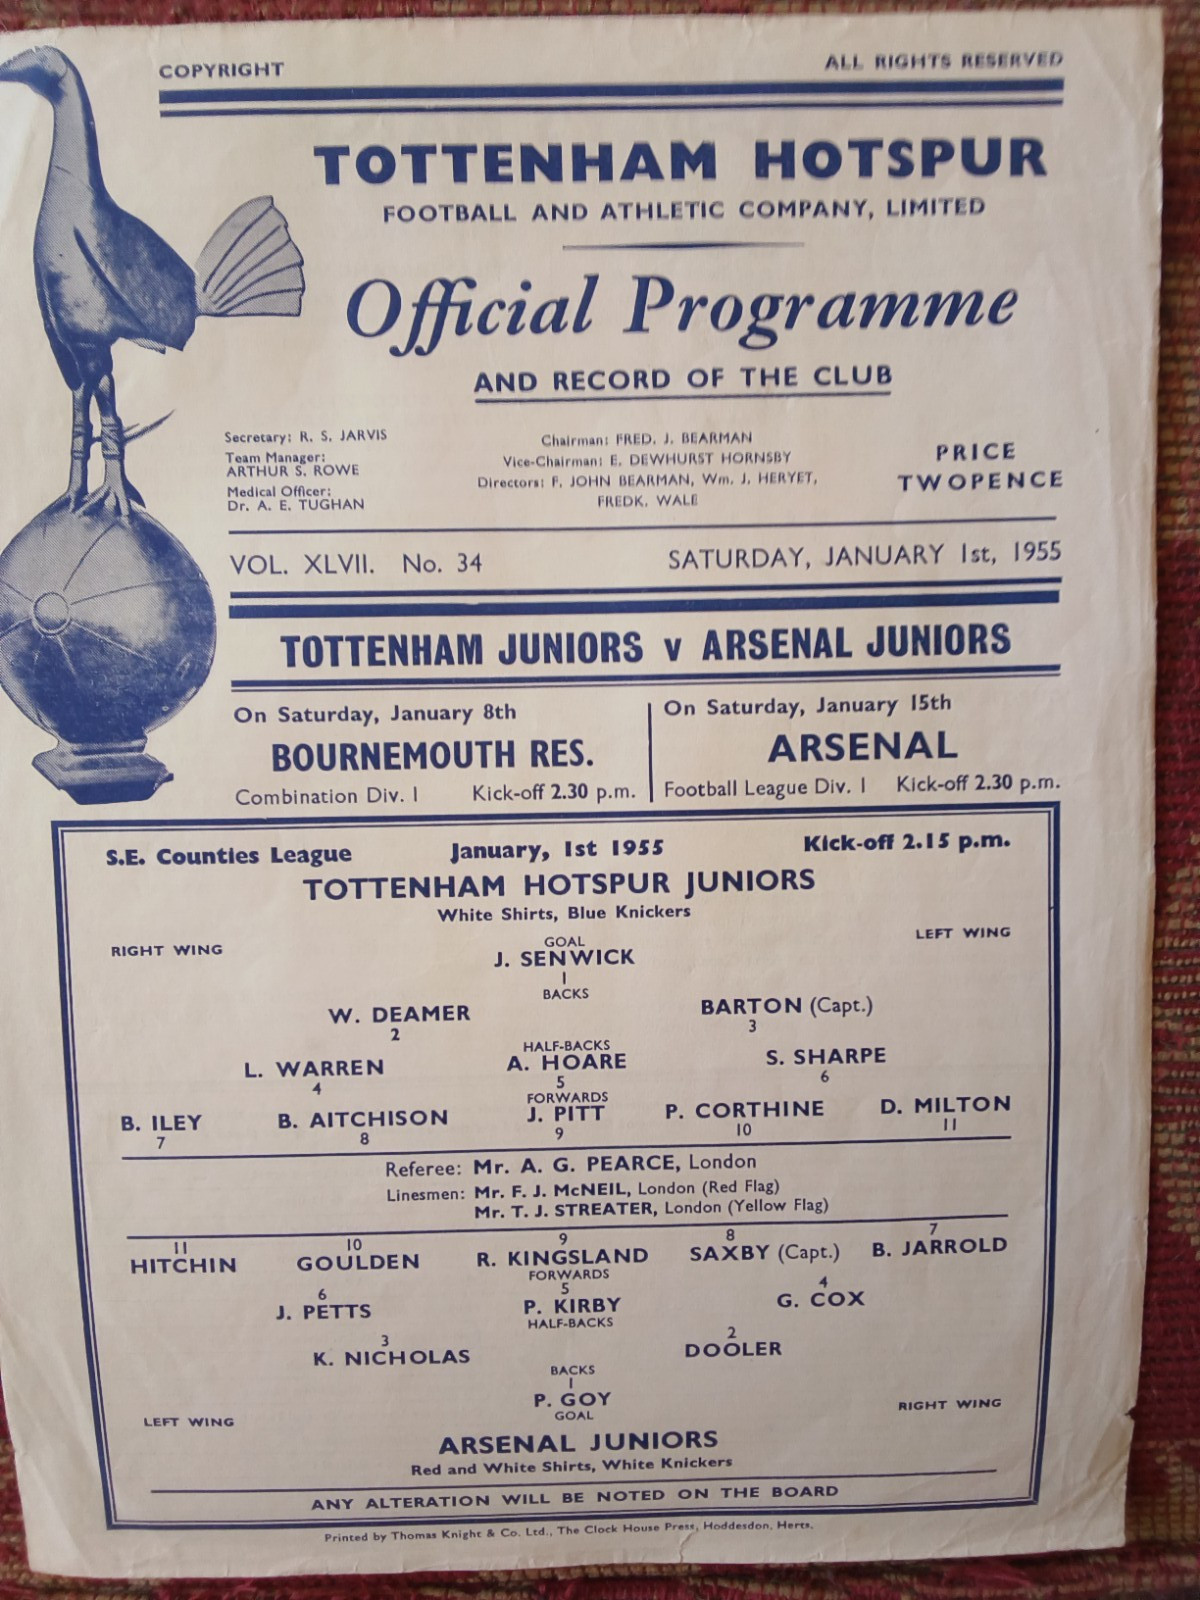 COPYRIGHT
ALL RIGHTS RESERVED
TOTTENHAM HOTSPUR
FOOTBALL AND ATHLETIC COMPANY, LIMITED
Official Programme
AND RECORD OF THE CLUB
Secretary: R. S. JARVIS
Team Manager:
ARTHUR S. ROWE
Medical Officer:
Dr. A. E. TUGHAN
Chairman: FRED. J. BEARMAN
Vice-Chairman: E. DEWHURST HORNSBY
Directors: F. JOHN BEARMAN, Wm. J. HERYET,
FREDK. WALE
PRICE
TWOPENCE
VOL. XLVII. No. 34
SATURDAY, JANUARY 1st, 1955
TOTTENHAM JUNIORS v ARSENAL JUNIORS
On Saturday, January 8th
BOURNEMOUTH RES.
Combination Div. I Kick-off 2.30 p.m.
On Saturday, January 15th
ARSENAL
Football League Div. I Kick-off 2.30 p.m.
S.E. Counties League January, 1st 1955 Kick-off 2.15 p.m.
TOTTENHAM HOTSPUR JUNIORS
White Shirts, Blue Knickers
RIGHT WING GOAL LEFT WING
J. SENWICK
1
BACKS
W. DEAMER BARTON (Capt.)
2 3
HALF-BACKS
L. WARREN A. HOARE S. SHARPE
4 5 6
FORWARDS
B. ILEY B. AITCHISON J. PITT P. CORTHINE D. MILTON
7 8 9 10 11
Referee: Mr. A. G. PEARCE, London
Linesmen: Mr. F. J. McNEIL, London (Red Flag)
Mr. T. J. STREATER, London (Yellow Flag)
11 10 9 8 7
HITCHIN GOULDEN R. KINGSLAND SAXBY (Capt.) B. JARROLD
FORWARDS
6 5 4
J. PETTS P. KIRBY G. COX
HALF-BACKS
3 2
K. NICHOLAS DOOLER
BACKS
1
P. GOY
LEFT WING GOAL RIGHT WING
ARSENAL JUNIORS
Red and White Shirts, White Knickers
ANY ALTERATION WILL BE NOTED ON THE BOARD
Printed by Thomas Knight & Co. Ltd., The Clock House Press, Hoddesdon, Herts.